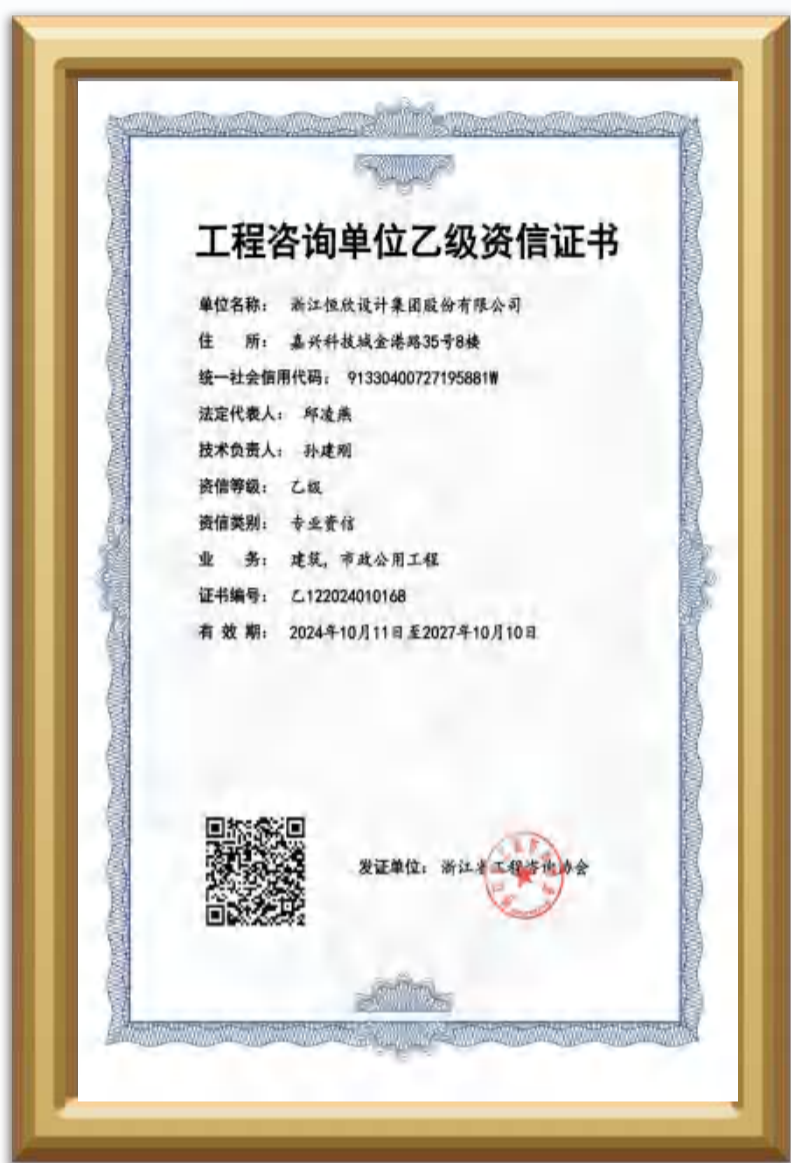 工程咨询单位乙级资信证书
单位名称: 浙江恒欣设计集团股份有限公司
住 所: 嘉兴科技城金港路35号8楼
统一社会信用代码: 91330400727195881W
法定代表人: 邱凌燕
技术负责人: 孙建刚
资信等级: 乙级
资信类别: 专业资信
业 务: 建筑, 市政公用工程
证书编号: 乙122024010168
有 效 期: 2024年10月11日至2027年10月10日
发证单位: 浙江省工程咨询协会